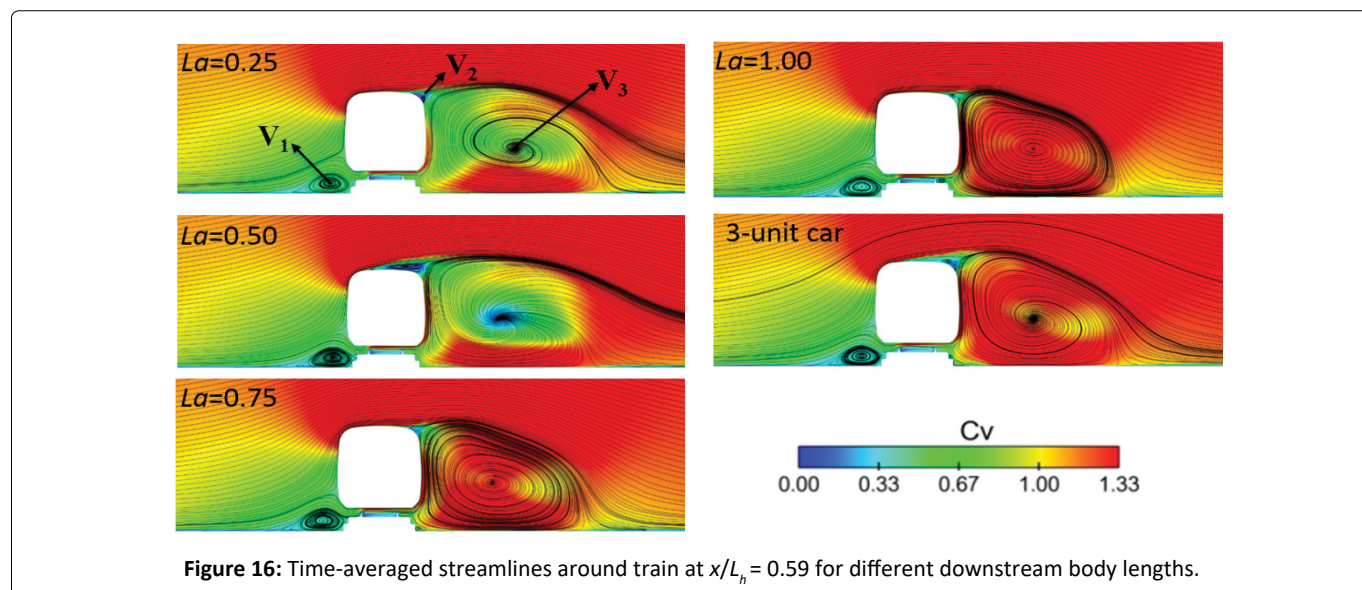 La=0.25
V2
V3
V1
La=1.00
La=0.50
3-unit car
La=0.75
Cv
0.00 0.33 0.67 1.00 1.33
Figure 16: Time-averaged streamlines around train at x/Lh = 0.59 for different downstream body lengths.